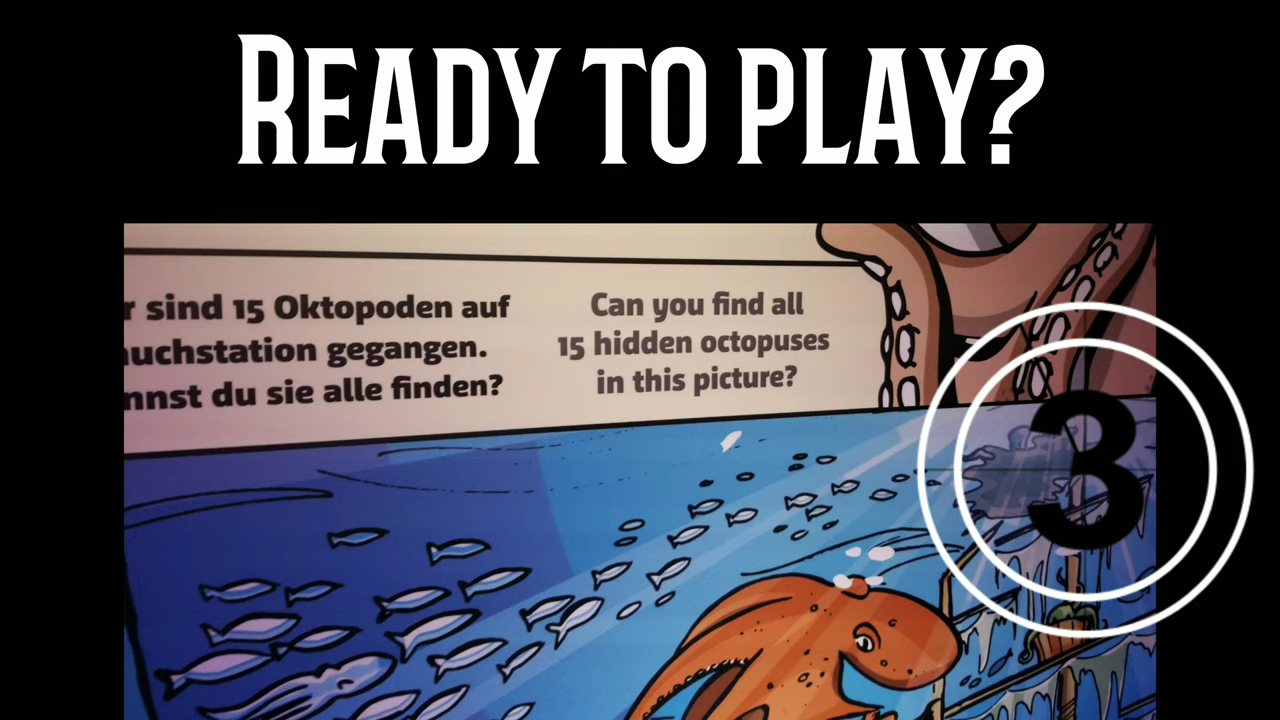 READY TO PLAY?
r sind 15 Oktopoden auf
uchstation gegangen.
nnst du sie alle finden?
Can you find all
15 hidden octopuses
in this picture?
3